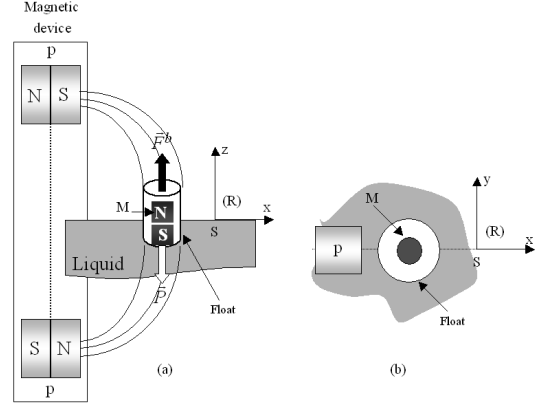 Magnetic
device
p
N S
F^b
z
M
N
(R)
x
S
S
Liquid
P
Float
S N
p
(a)
y
M
(R)
p
x
S
Float
(b)